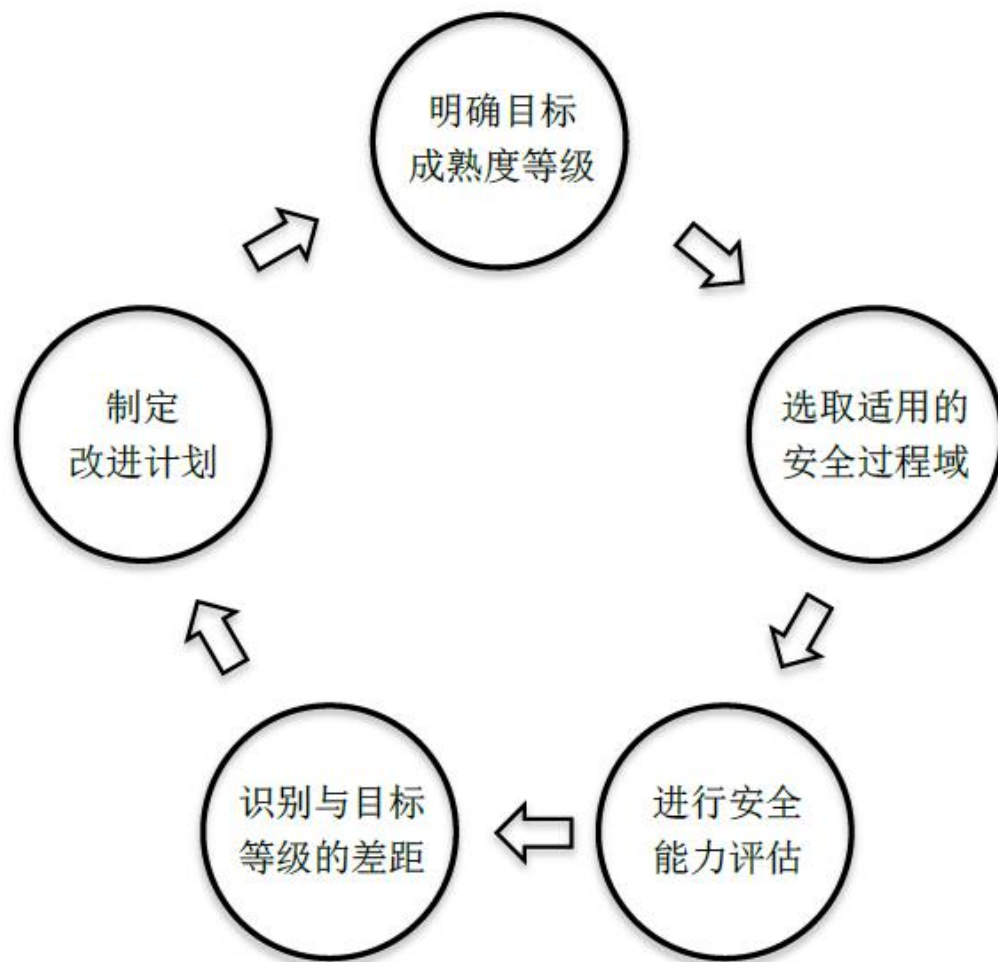 明确目标
成熟度等级
选取适用的
安全过程域
进行安全
能力评估
识别与目标
等级的差距
制定
改进计划